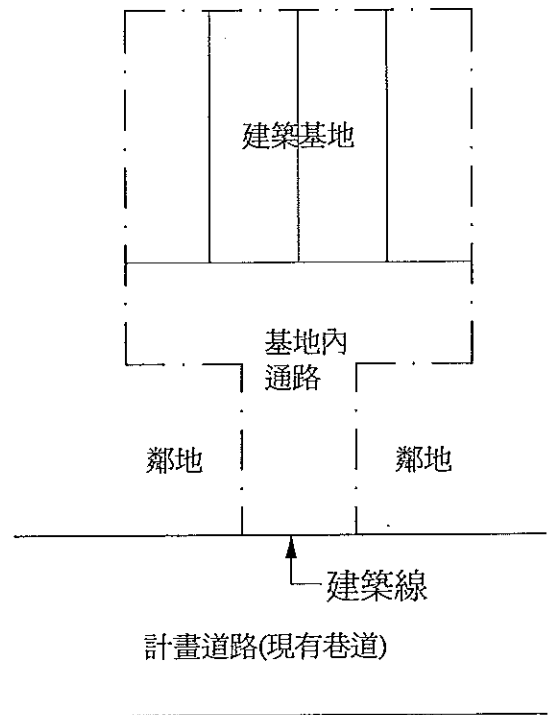 建築基地
基地內
通路
鄰地
鄰地
建築線
計畫道路(現有巷道)